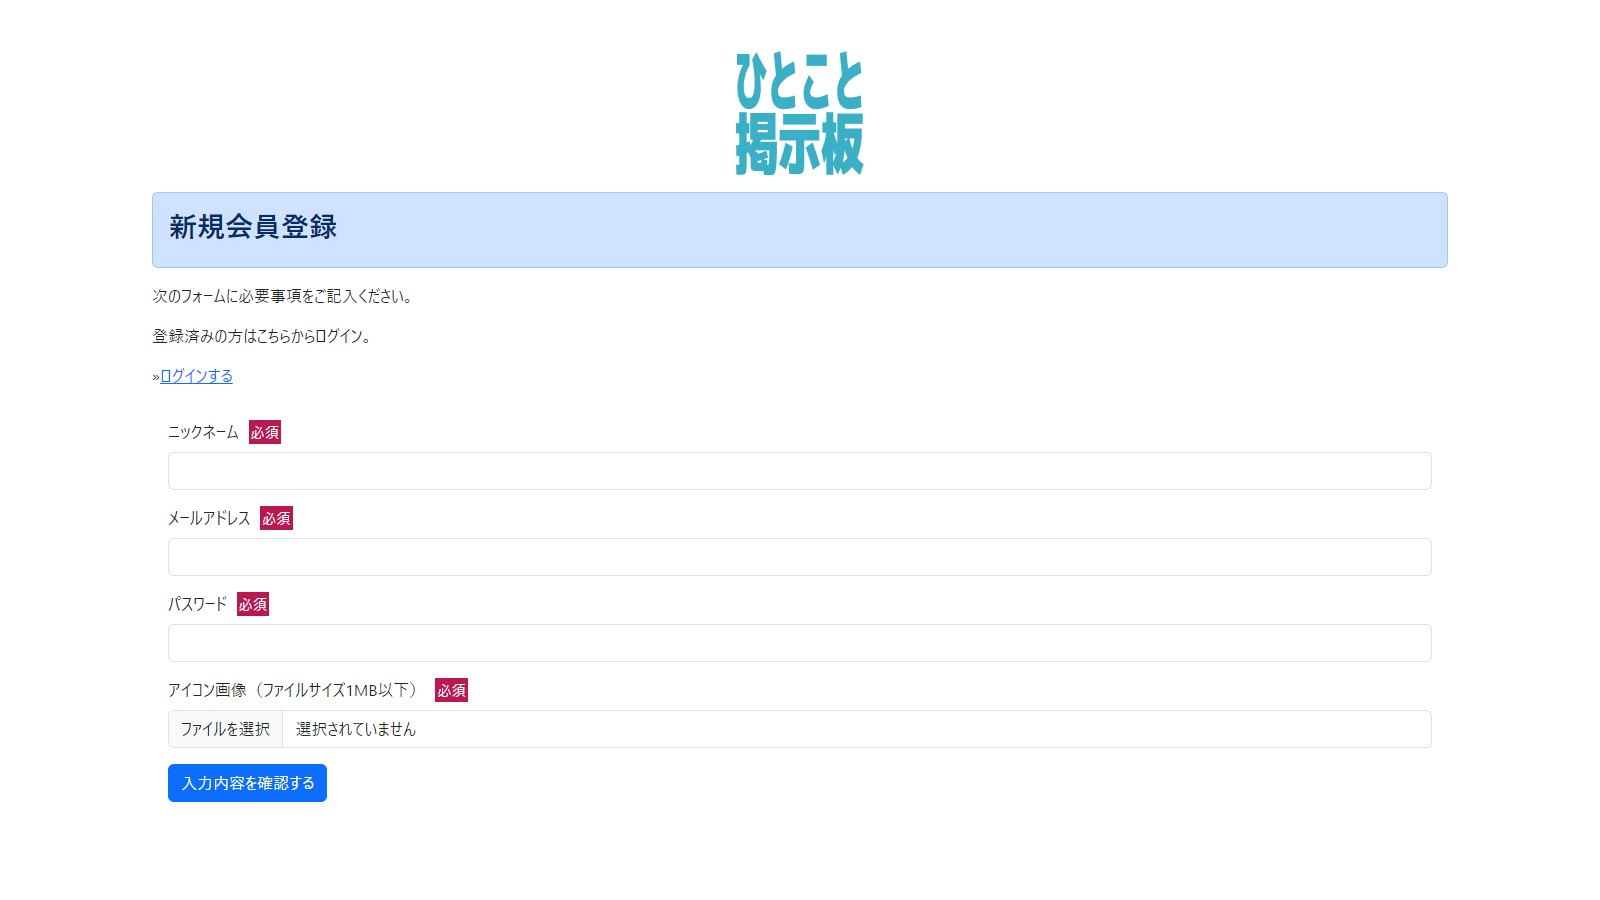 ひとこと
掲示板
新規会員登録
次のフォームに必要事項をご記入ください。
登録済みの方はこちらからログイン。
»ログインする
ニックネーム 必須
メールアドレス 必須
パスワード 必須
アイコン画像（ファイルサイズ1MB以下） 必須
ファイルを選択 選択されていません
入力内容を確認する